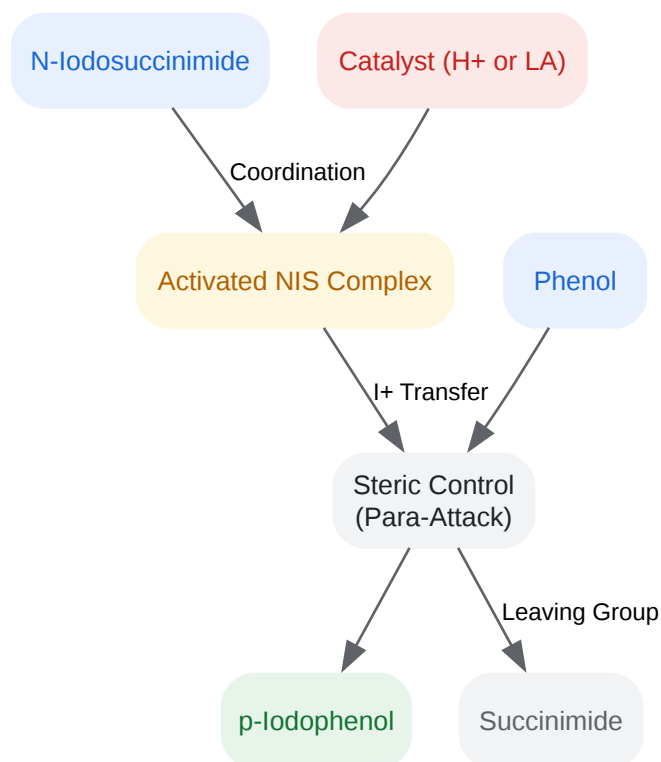 N-Iodosuccinimide
Catalyst (H+ or LA)
Coordination
Activated NIS Complex
Phenol
I+ Transfer
Steric Control
(Para-Attack)
Leaving Group
p-Iodophenol
Succinimide